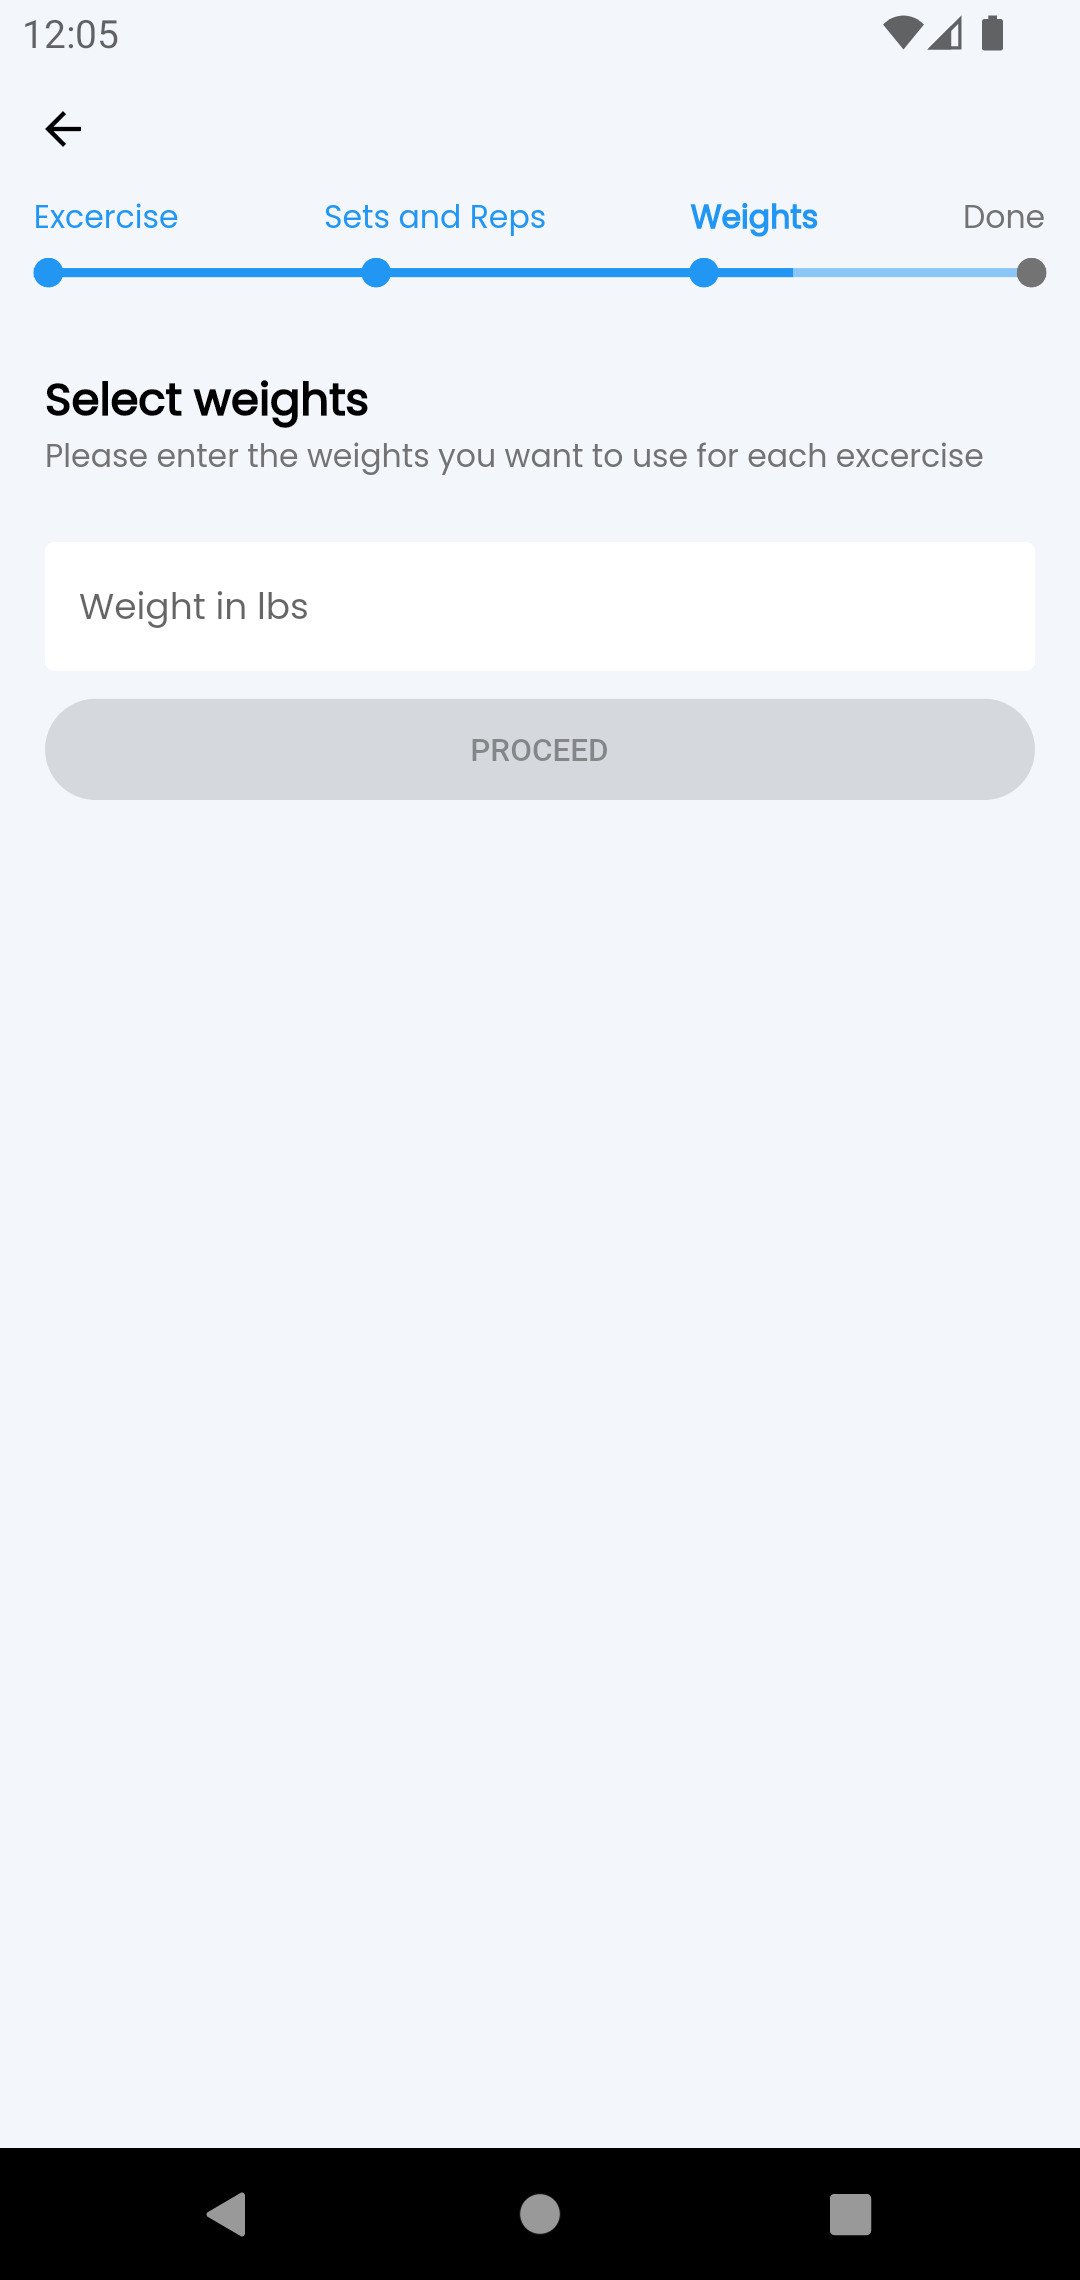 12:05
Excercise Sets and Reps Weights Done
Select weights
Please enter the weights you want to use for each excercise
Weight in lbs
PROCEED